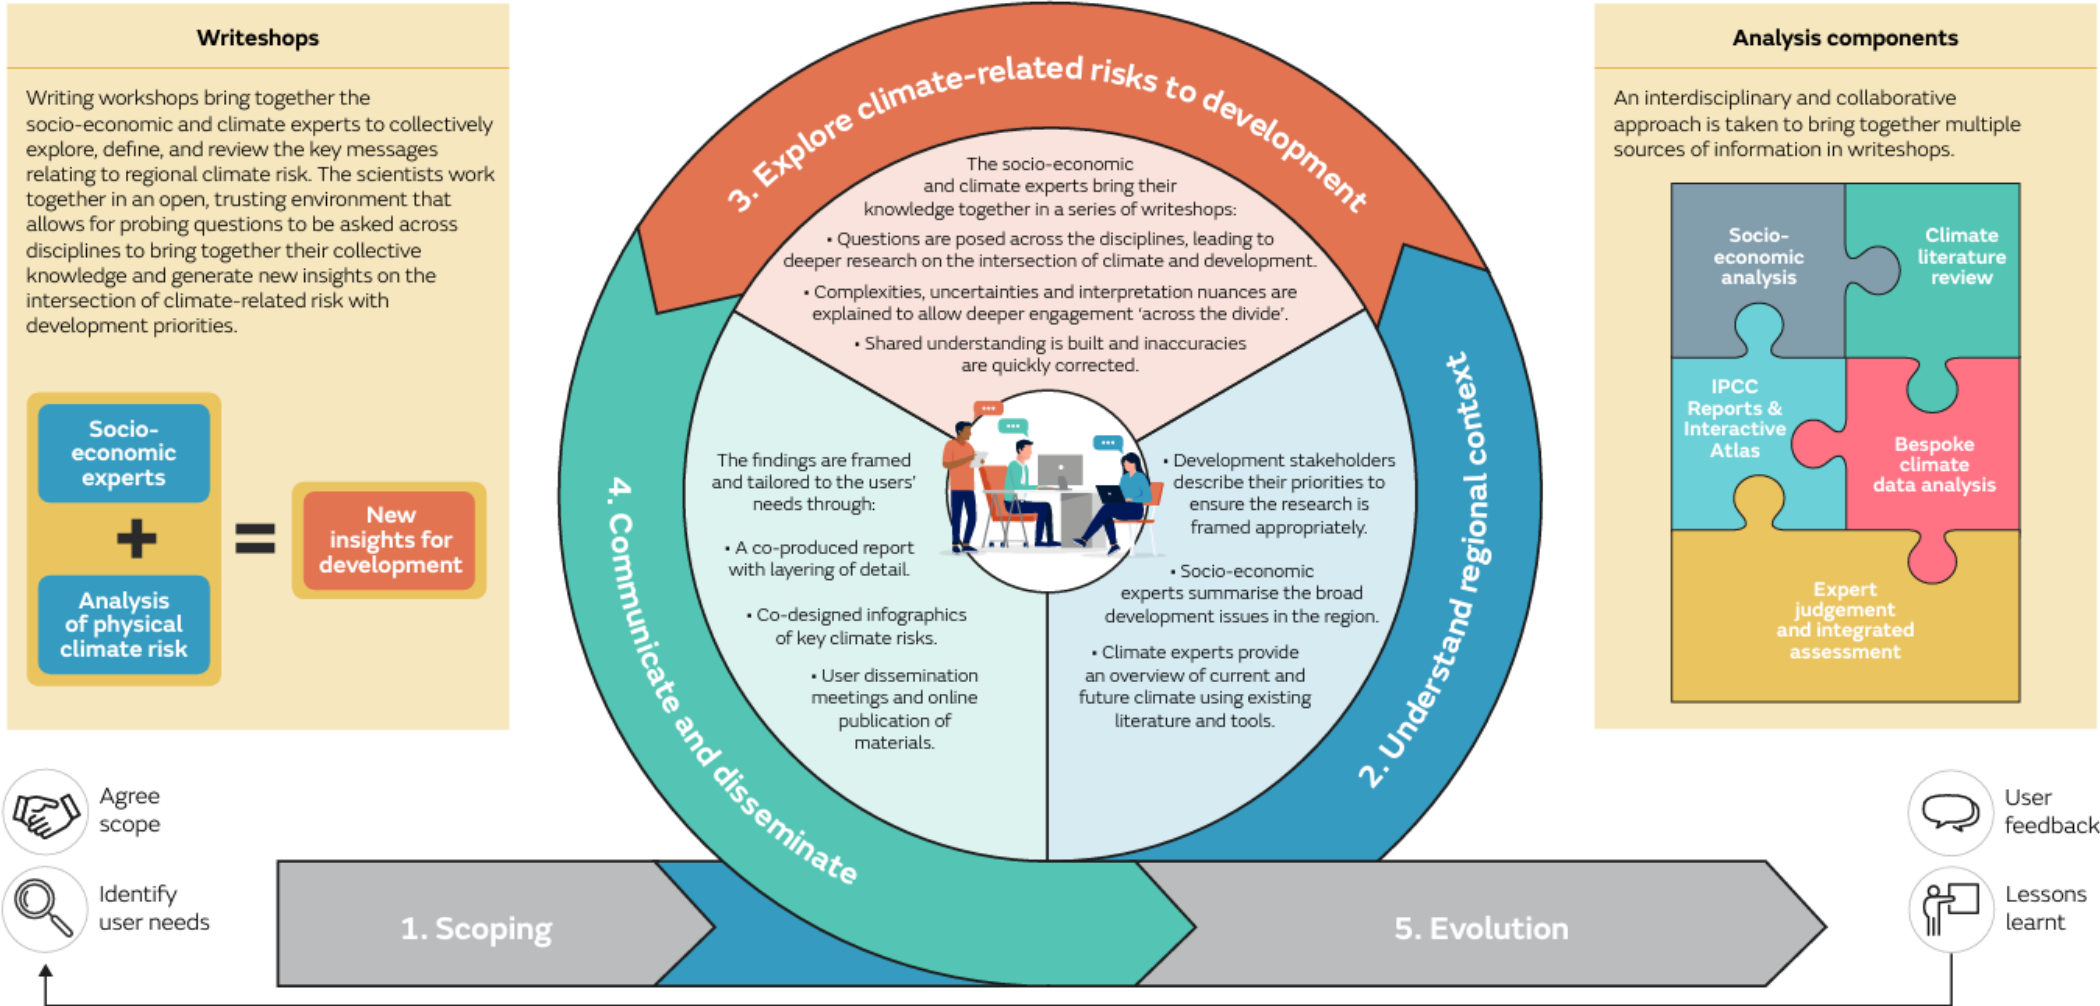 Writeshops
Writing workshops bring together the
socio-economic and climate experts to collectively
explore, define, and review the key messages
relating to regional climate risk. The scientists work
together in an open, trusting environment that
allows for probing questions to be asked across
disciplines to bring together their collective
knowledge and generate new insights on the
intersection of climate-related risk with
development priorities.
Socio-
economic
experts
+
Analysis
of physical
climate risk
=
New
insights for
development
Agree
scope
Identify
user needs
1. Scoping
2. Understand regional context
• Development stakeholders
describe their priorities to
ensure the research is
framed appropriately.
• Socio-economic
experts summarise the broad
development issues in the region.
• Climate experts provide
an overview of current and
future climate using existing
literature and tools.
3. Explore climate-related risks to development
The socio-economic
and climate experts bring their
knowledge together in a series of writeshops:
• Questions are posed across the disciplines, leading to
deeper research on the intersection of climate and development.
• Complexities, uncertainties and interpretation nuances are
explained to allow deeper engagement ‘across the divide’.
• Shared understanding is built and inaccuracies
are quickly corrected.
4. Communicate and disseminate
The findings are framed
and tailored to the users’
needs through:
• A co-produced report
with layering of detail.
• Co-designed infographics
of key climate risks.
• User dissemination
meetings and online
publication of
materials.
5. Evolution
Analysis components
An interdisciplinary and collaborative
approach is taken to bring together multiple
sources of information in writeshops.
Socio-
economic
analysis
Climate
literature
review
IPCC
Reports &
Interactive
Atlas
Bespoke
climate
data analysis
Expert
judgement
and integrated
assessment
User
feedback
Lessons
learnt